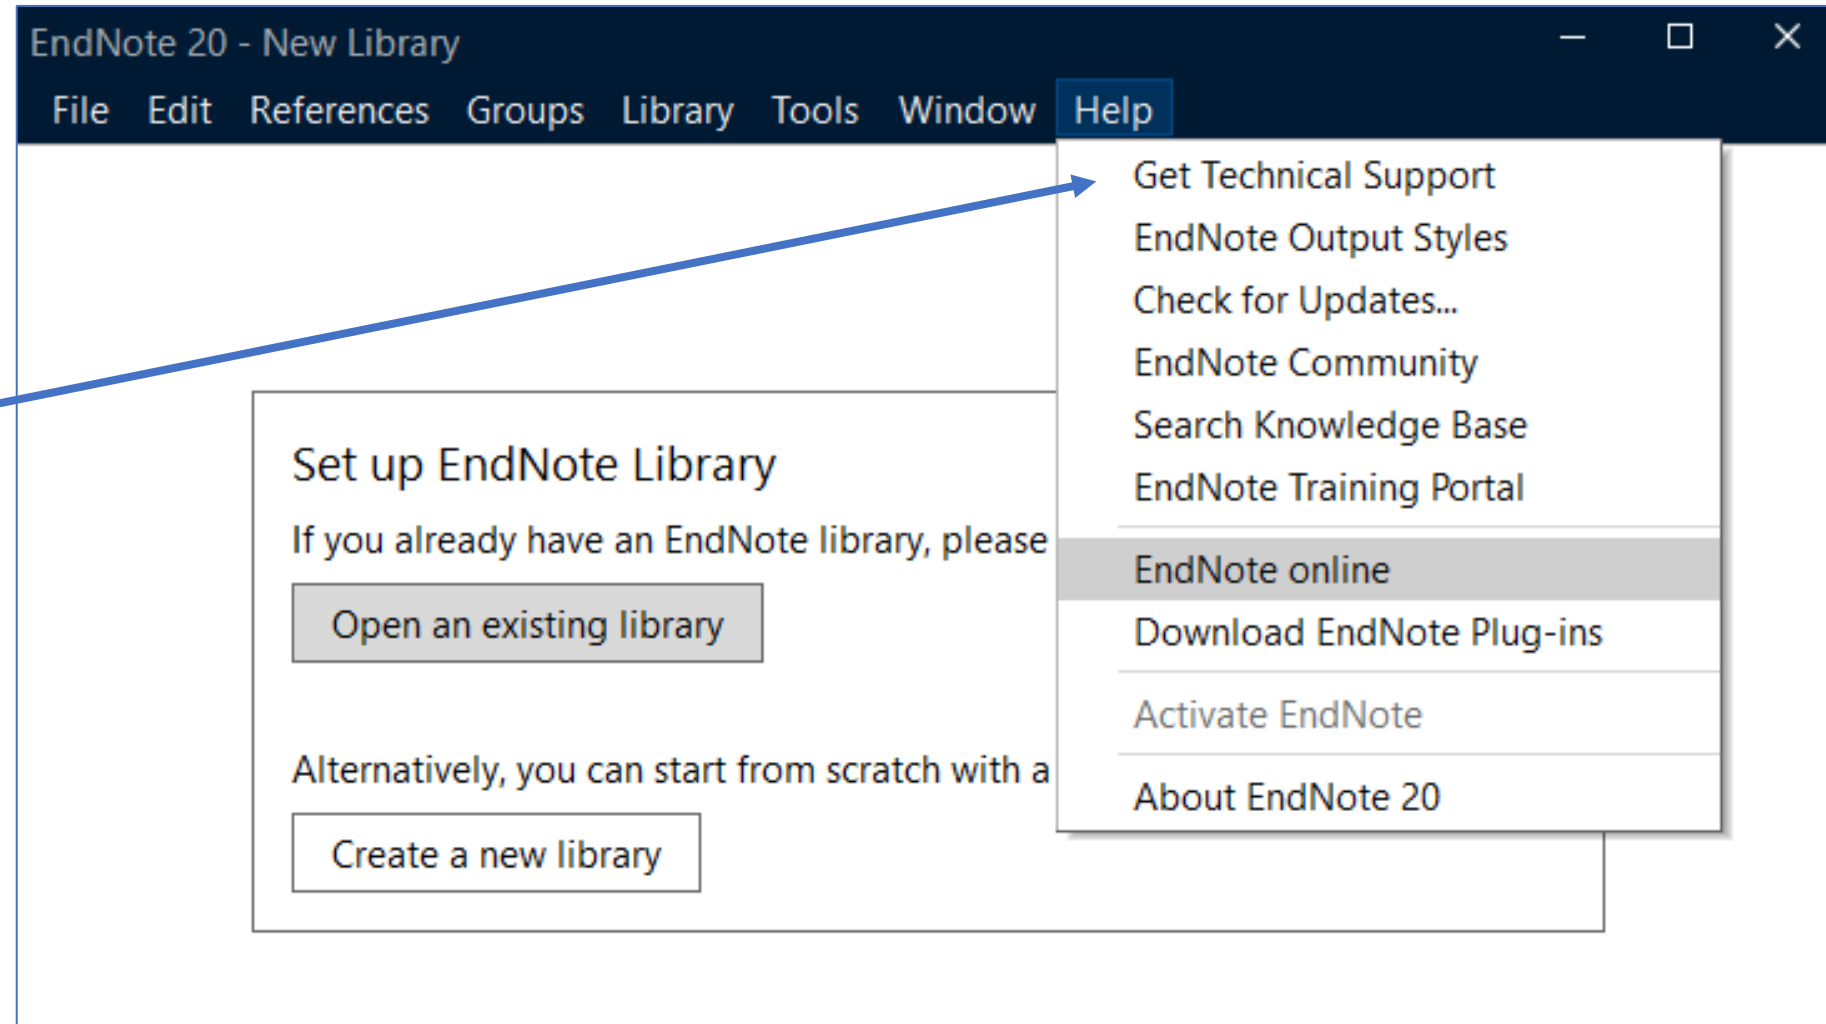 EndNote 20 - New Library
File Edit References Groups Library Tools Window Help
Get Technical Support
EndNote Output Styles
Check for Updates...
EndNote Community
Search Knowledge Base
EndNote Training Portal
EndNote online
Download EndNote Plug-ins
Activate EndNote
About EndNote 20
Set up EndNote Library
If you already have an EndNote library, please
Open an existing library
Alternatively, you can start from scratch with a
Create a new library